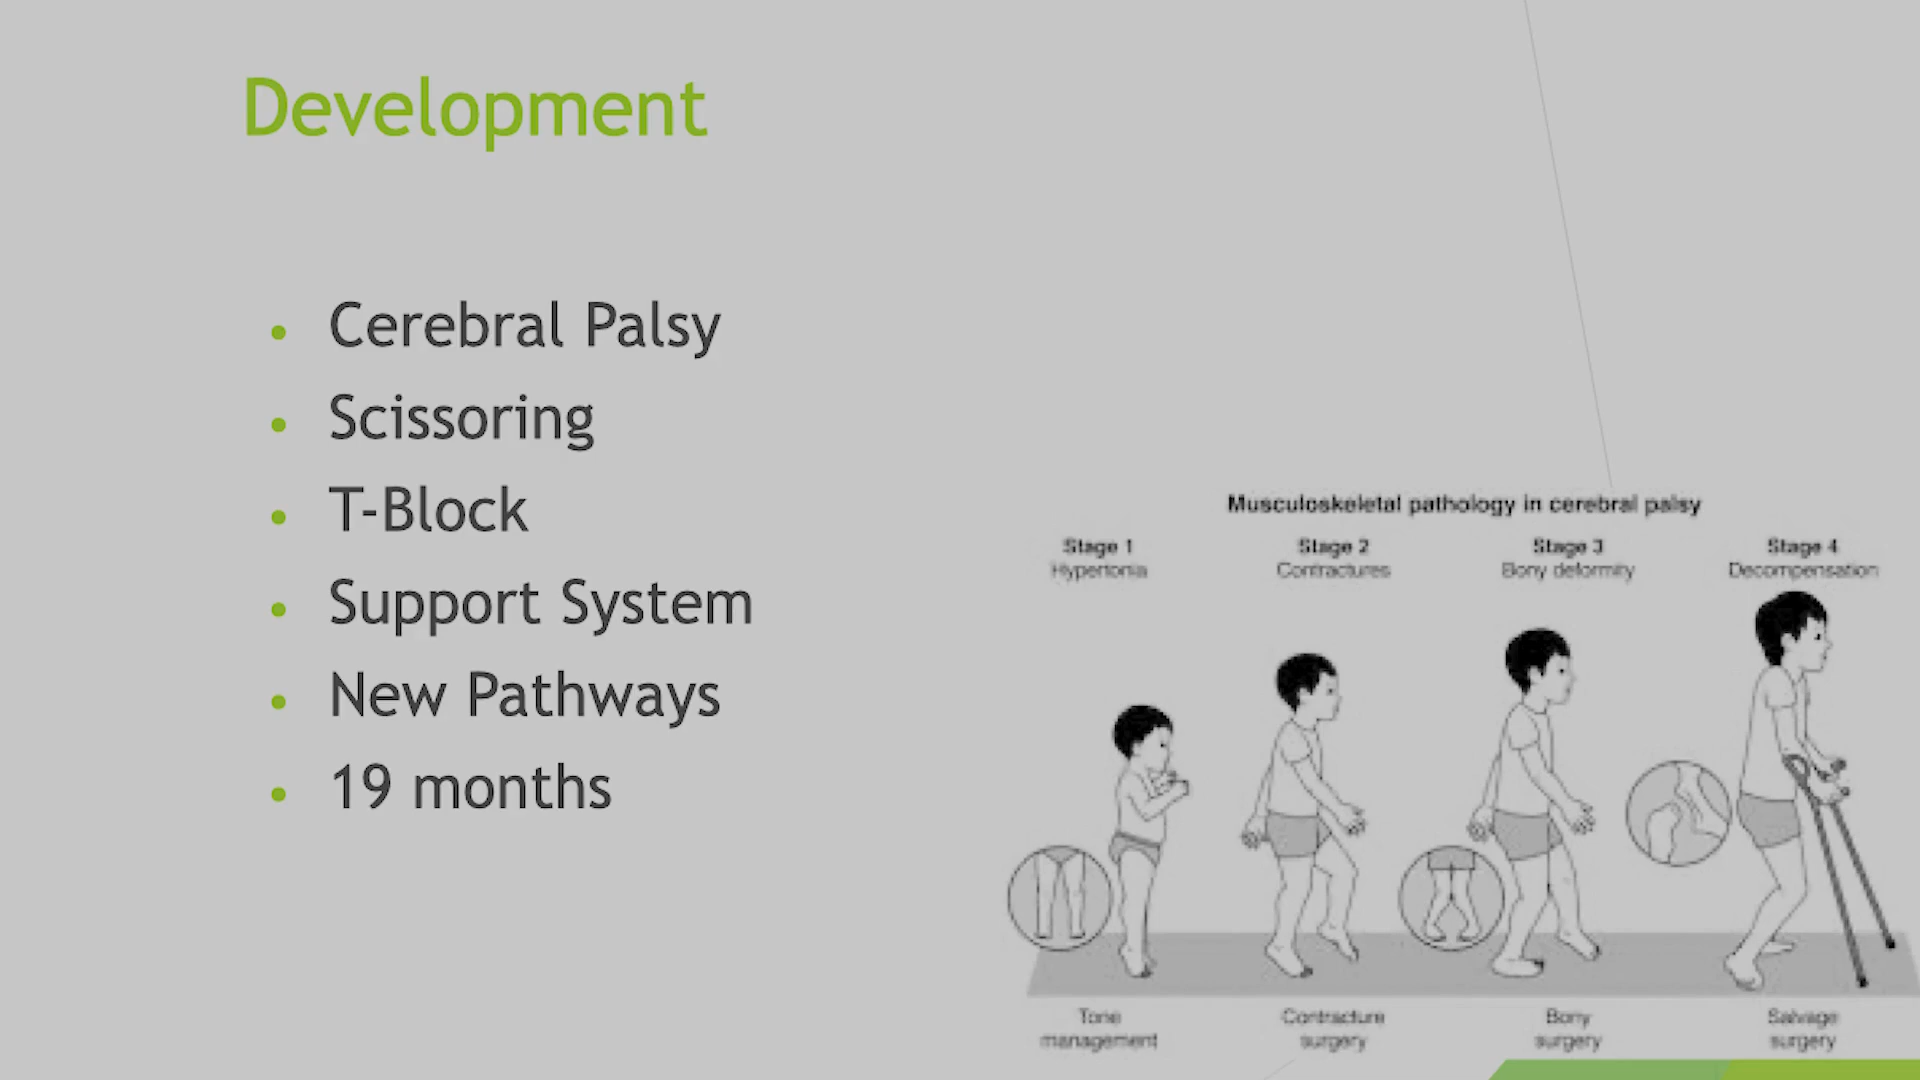 Development
Cerebral Palsy
Scissoring
T-Block
Support System
New Pathways
19 months
Musculoskeletal pathology in cerebral palsy
Stage 1
Hypertonia
Stage 2
Contractures
Stage 3
Bony deformity
Stage 4
Decompensation
Tone
management
Contracture
surgery
Bony
surgery
Salvage
surgery